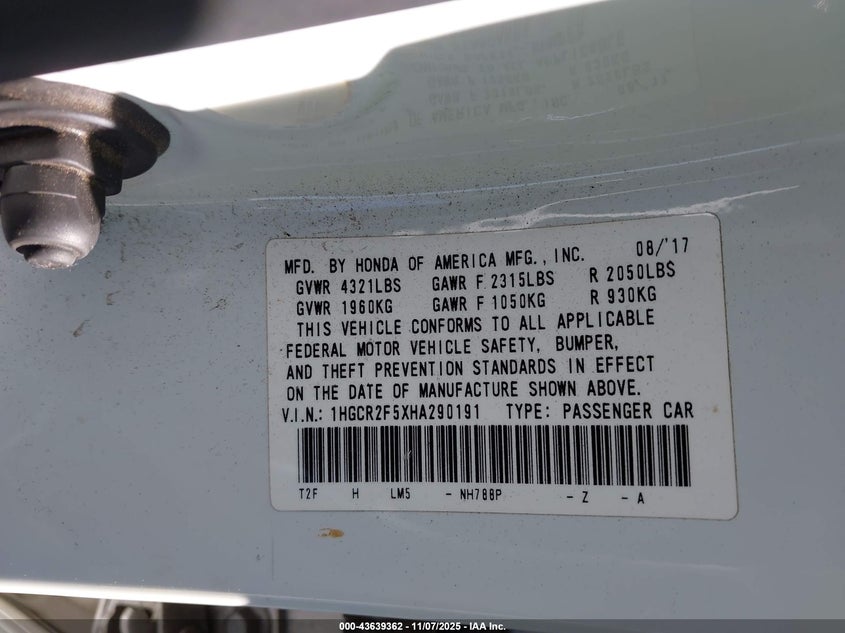 MFD. BY HONDA OF AMERICA MFG., INC. 08/'17
GVWR 4321LBS GAWR F 2315LBS R 2050LBS
GVWR 1960KG GAWR F 1050KG R 930KG
THIS VEHICLE CONFORMS TO ALL APPLICABLE
FEDERAL MOTOR VEHICLE SAFETY, BUMPER,
AND THEFT PREVENTION STANDARDS IN EFFECT
ON THE DATE OF MANUFACTURE SHOWN ABOVE.
V.I.N.: 1HGCR2F5XHA290191 TYPE: PASSENGER CAR
T2F H LM5 - NH788P - Z - A
000-43639362 - 11/07/2025 - IAA Inc.